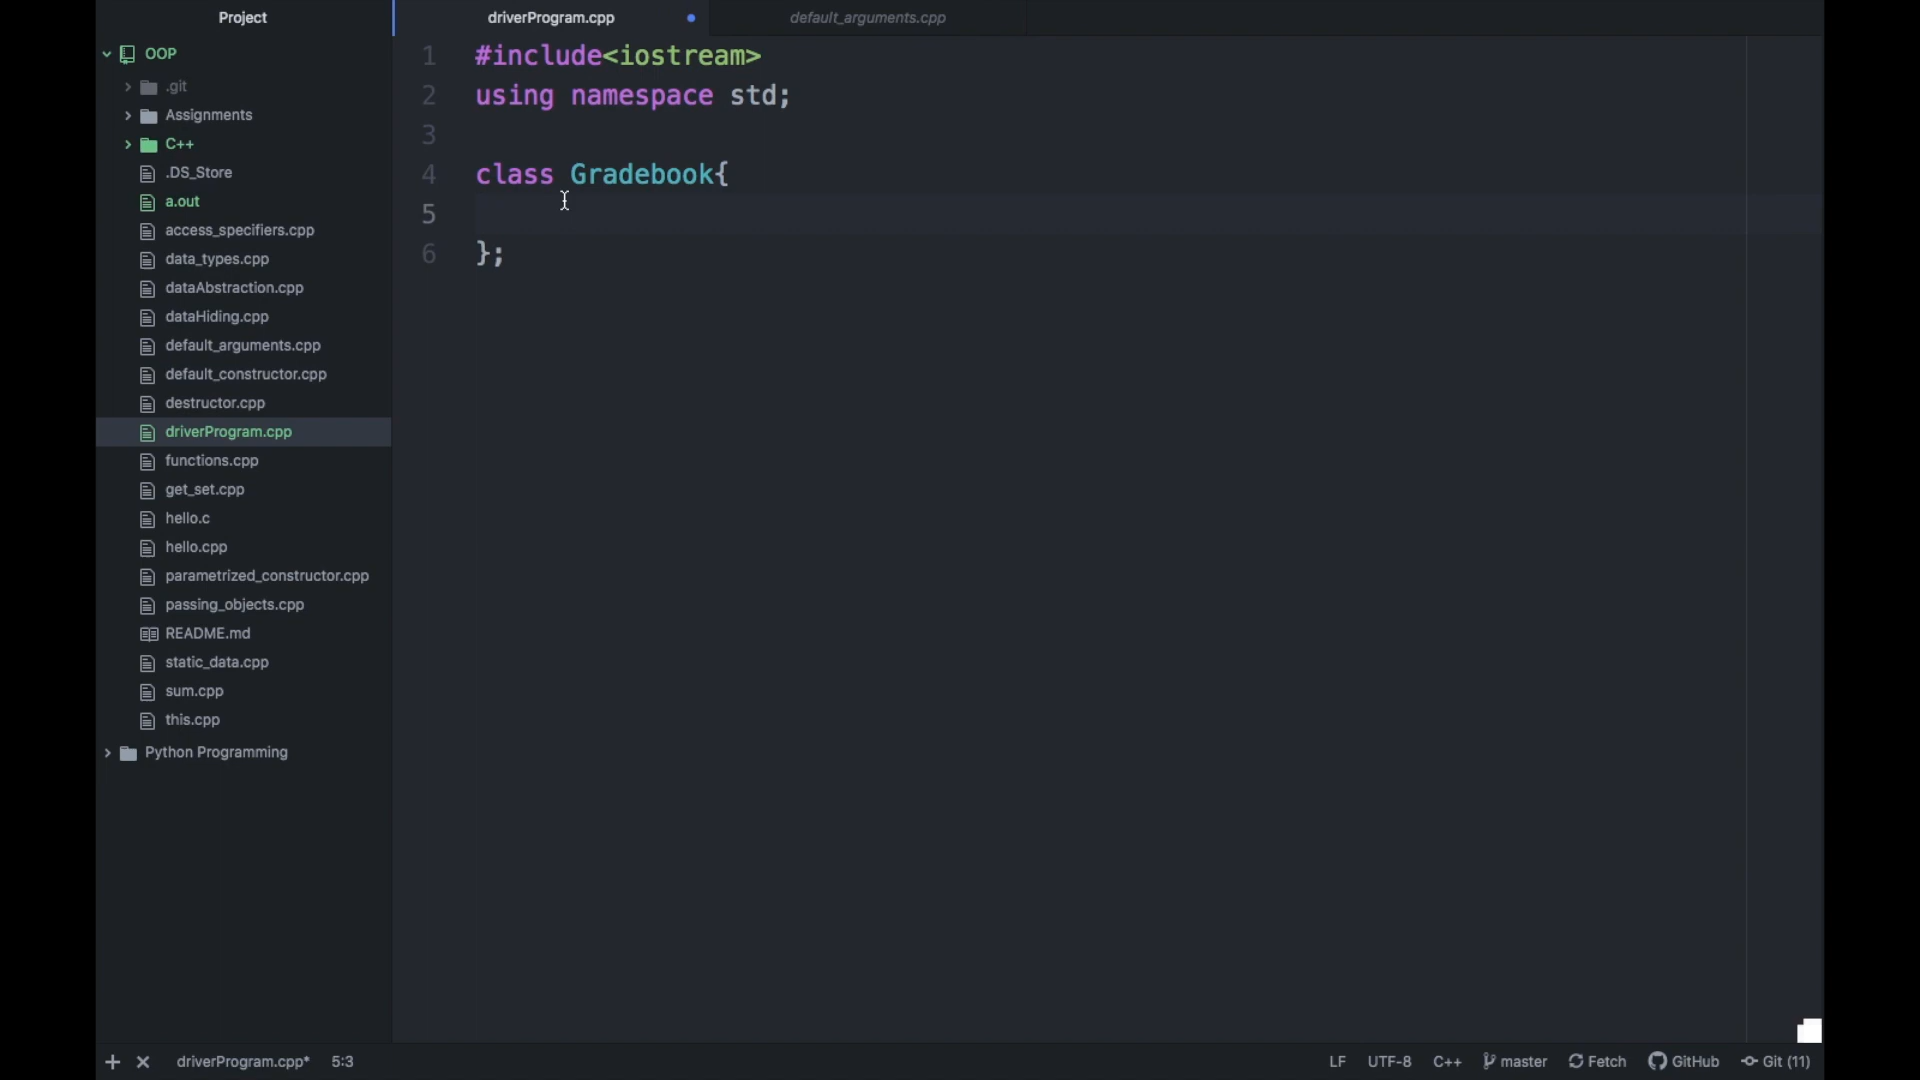 Project
OOP
.git
Assignments
C++
.DS_Store
a.out
access_specifiers.cpp
data_types.cpp
dataAbstraction.cpp
dataHiding.cpp
default_arguments.cpp
default_constructor.cpp
destructor.cpp
driverProgram.cpp
functions.cpp
get_set.cpp
hello.c
hello.cpp
parametrized_constructor.cpp
passing_objects.cpp
README.md
static_data.cpp
sum.cpp
this.cpp
Python Programming
driverProgram.cpp default_arguments.cpp
1 #include<iostream>
2 using namespace std;
3
4 class Gradebook{
5
6 };
driverProgram.cpp* 5:3 LF UTF-8 C++ master Fetch GitHub Git (11)